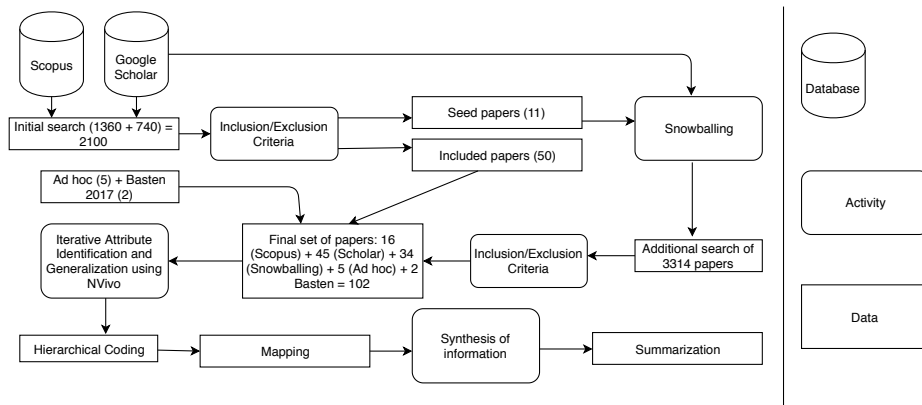 Scopus
Google
Scholar
Initial search (1360 + 740) =
2100
Inclusion/Exclusion
Criteria
Seed papers (11)
Included papers (50)
Snowballing
Ad hoc (5) + Basten
2017 (2)
Iterative Attribute
Identification and
Generalization using
NVivo
Final set of papers: 16
(Scopus) + 45 (Scholar) + 34
(Snowballing) + 5 (Ad hoc) + 2
Basten = 102
Inclusion/Exclusion
Criteria
Additional search of
3314 papers
Hierarchical Coding
Mapping
Synthesis of
information
Summarization
Database
Activity
Data